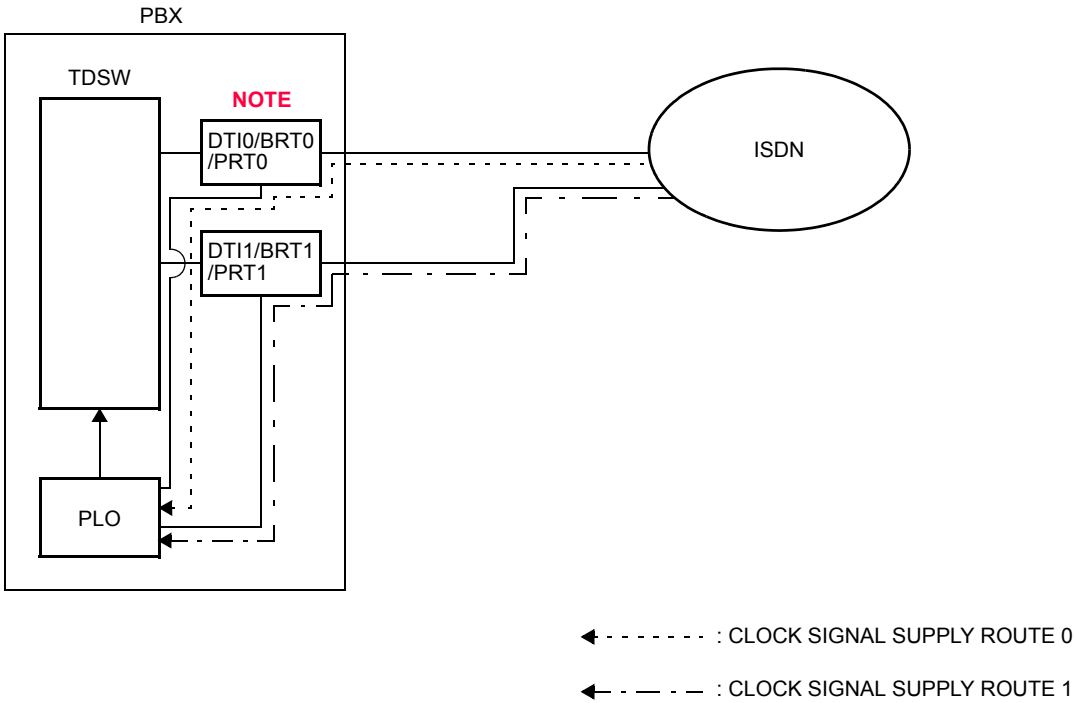 PBX
TDSW
NOTE
DTI0/BRT0
/PRT0
ISDN
DTI1/BRT1
/PRT1
PLO
: CLOCK SIGNAL SUPPLY ROUTE 0
: CLOCK SIGNAL SUPPLY ROUTE 1